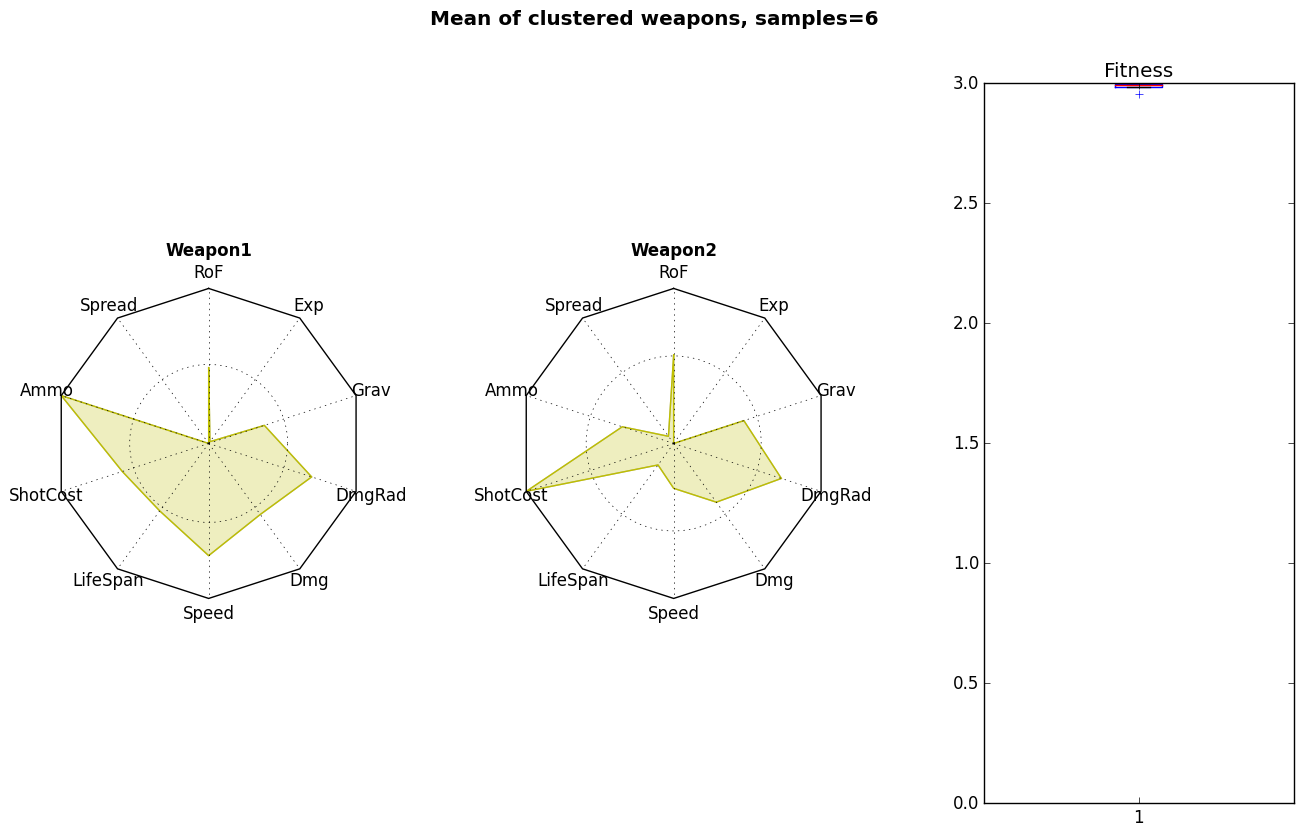 Mean of clustered weapons, samples=6
Weapon1
RoF
Spread
Exp
Ammo
Grav
ShotCost
DmgRad
LifeSpan
Dmg
Speed
Weapon2
RoF
Spread
Exp
Ammo
Grav
ShotCost
DmgRad
LifeSpan
Dmg
Speed
Fitness
3.0
2.5
2.0
1.5
1.0
0.5
0.0
1